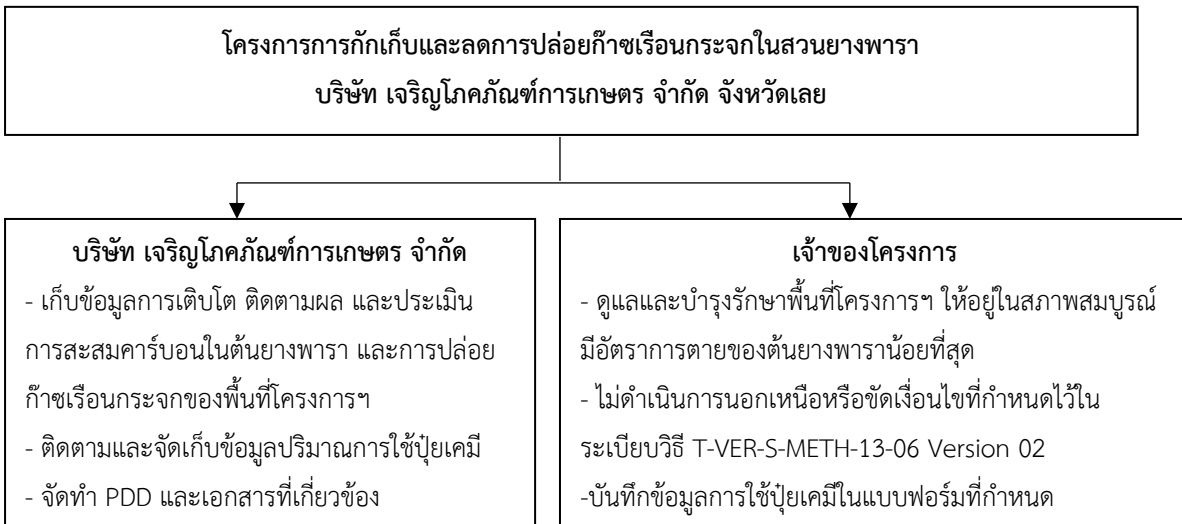 โครงการการกักเก็บและลดการปล่อยก๊าซเรือนกระจกในสวนยางพารา
บริษัท เจริญโภคภัณฑ์การเกษตร จำกัด จังหวัดเลย
บริษัท เจริญโภคภัณฑ์การเกษตร จำกัด
- เก็บข้อมูลการเติบโต ติดตามผล และประเมิน
การสะสมคาร์บอนในต้นยางพารา และการปล่อย
ก๊าซเรือนกระจกของพื้นที่โครงการฯ
- ติดตามและจัดเก็บข้อมูลปริมาณการใช้ปุ๋ยเคมี
- จัดทำ PDD และเอกสารที่เกี่ยวข้อง
เจ้าของโครงการ
- ดูแลและบำรุงรักษาพื้นที่โครงการฯ ให้อยู่ในสภาพสมบูรณ์
มีอัตราการตายของต้นยางพาราน้อยที่สุด
- ไม่ดำเนินการนอกเหนือหรือขัดเงื่อนไขที่กำหนดไว้ใน
ระเบียบวิธี T-VER-S-METH-13-06 Version 02
-บันทึกข้อมูลการใช้ปุ๋ยเคมีในแบบฟอร์มที่กำหนด